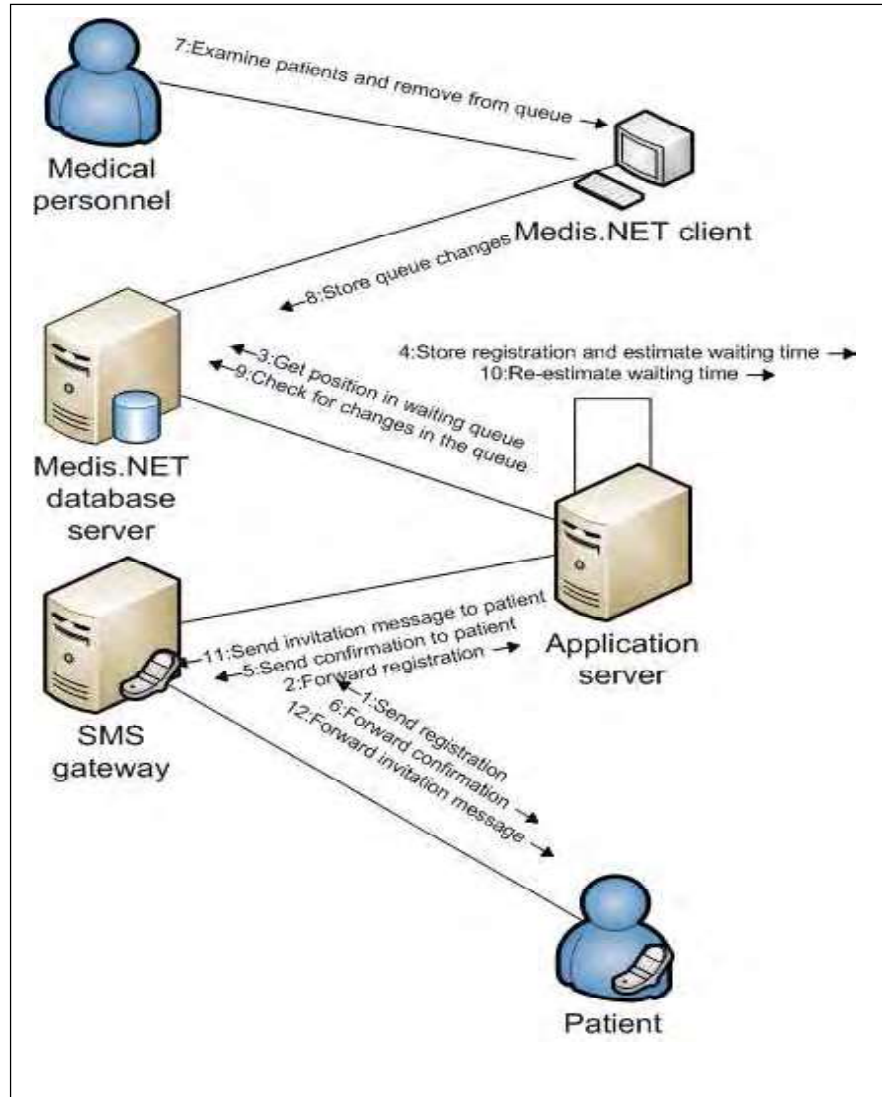 7:Examine patients and remove from queue
Medical
personnel
Medis.NET client
8:Store queue changes
4:Store registration and estimate waiting time
10:Re-estimate waiting time
3:Get position in waiting queue
9:Check for changes in the queue
Medis.NET
database
server
11:Send invitation message to patient
5:Send confirmation to patient
2:Forward registration
Application
server
1:Send registration
6:Forward confirmation
12:Forward invitation message
SMS
gateway
Patient